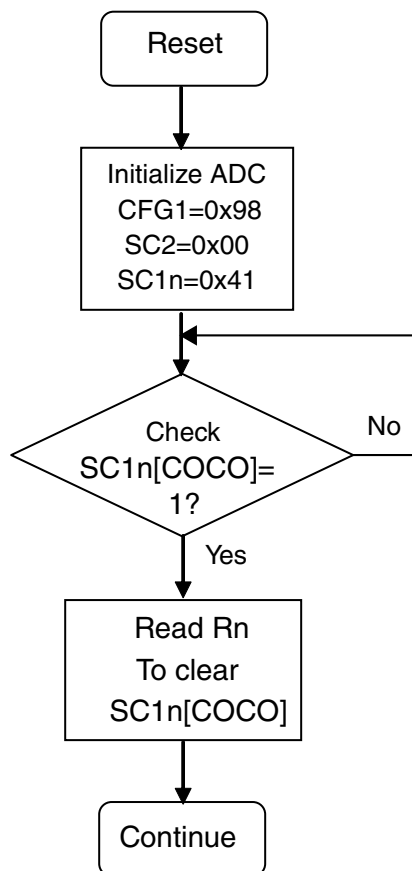 Reset
Initialize ADC
CFG1=0x98
SC2=0x00
SC1n=0x41
Check
SC1n[COCO]=
1?
No
Yes
Read Rn
To clear
SC1n[COCO]
Continue